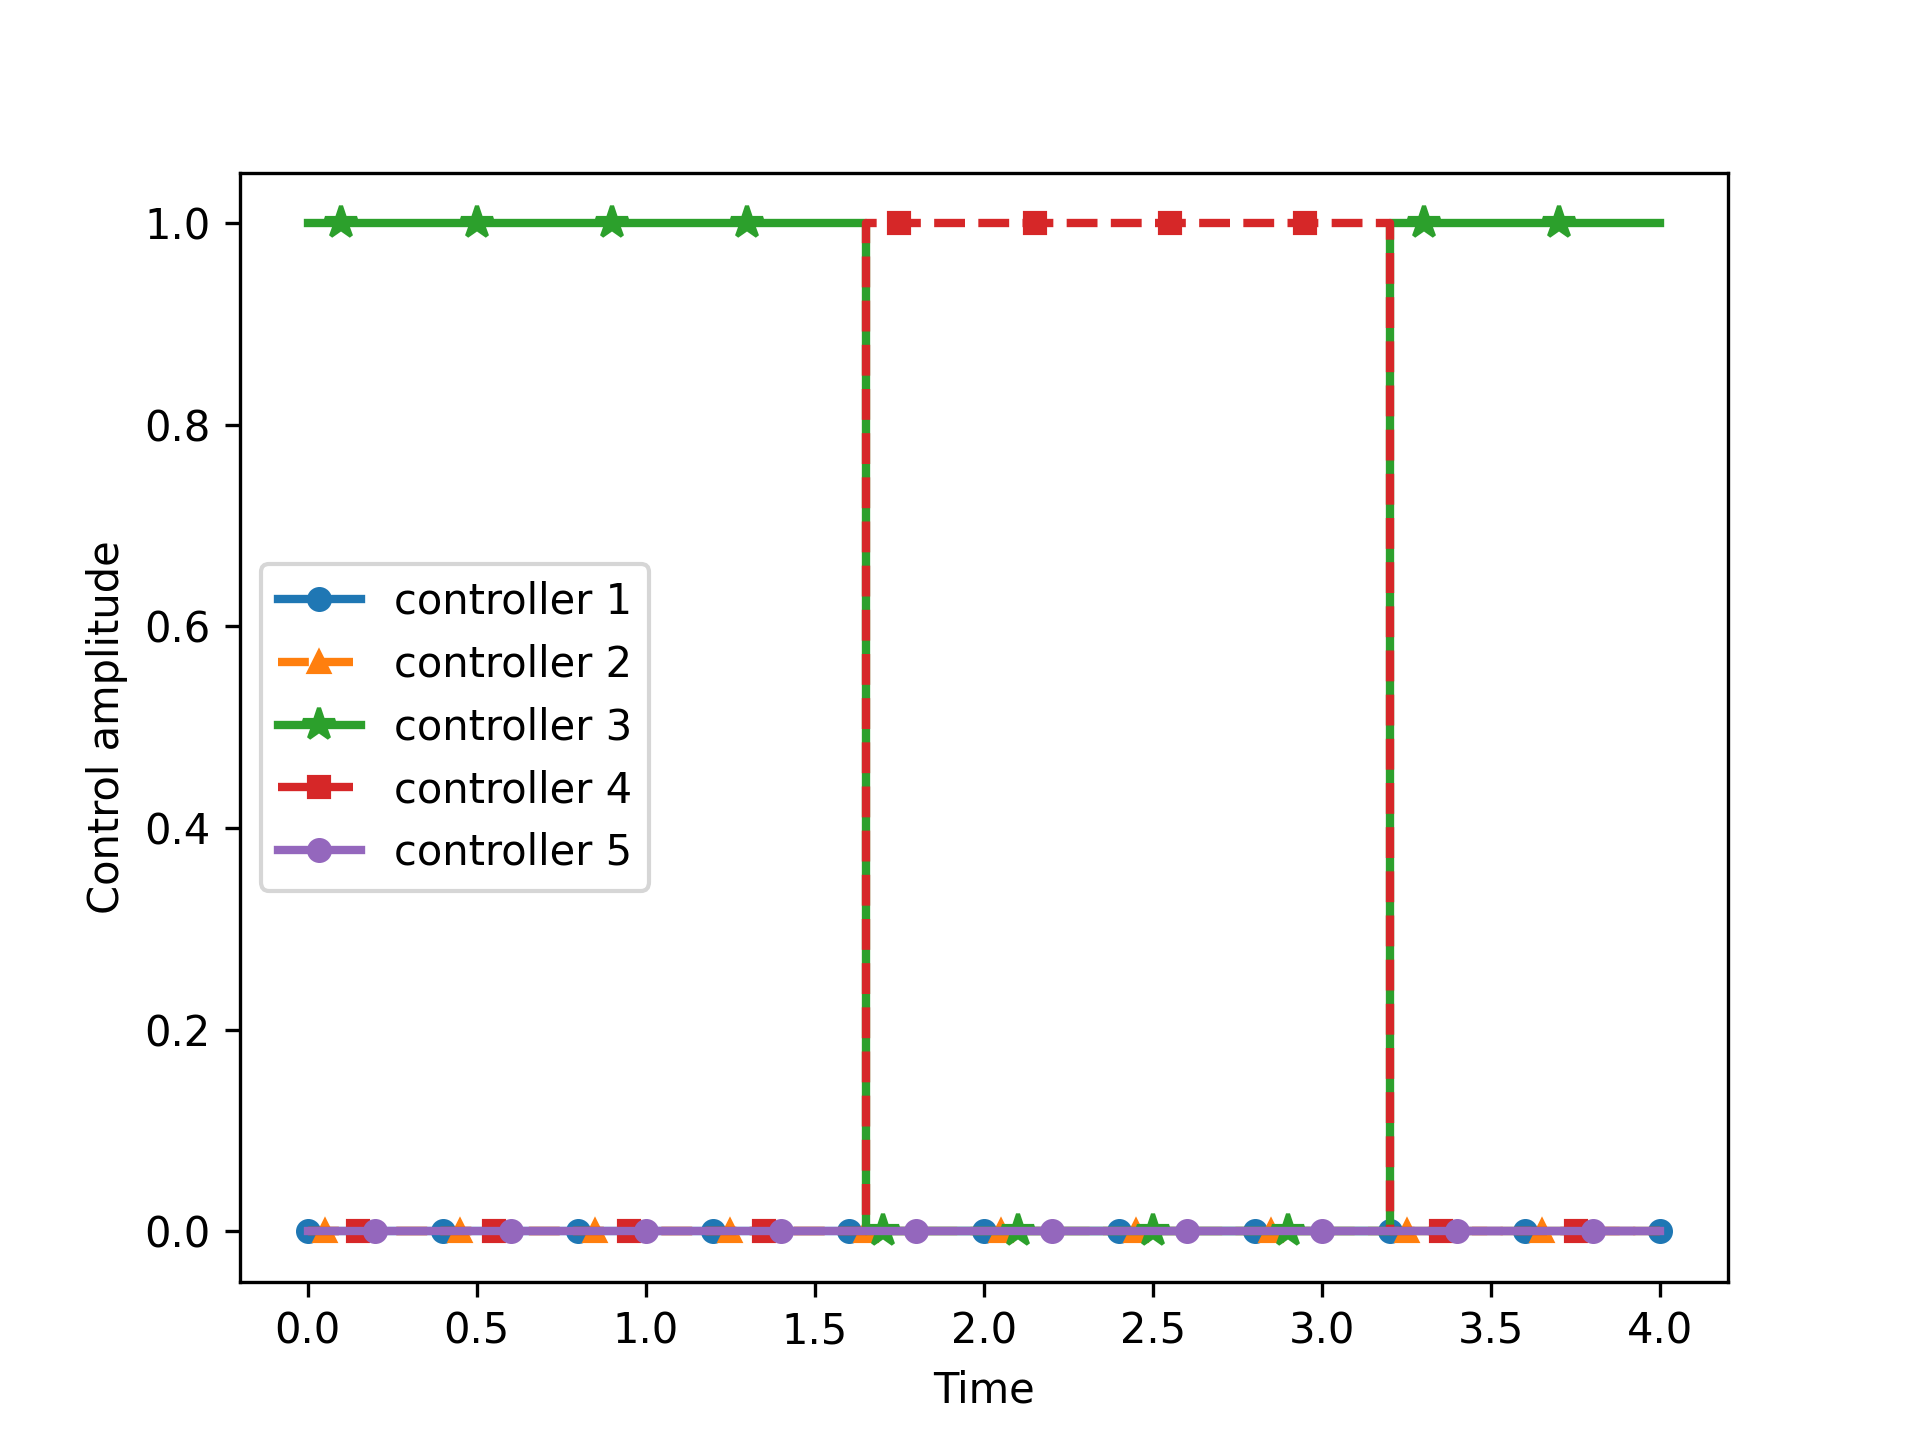 1.0
0.8
0.6
0.4
0.2
0.0
Control amplitude
controller 1
controller 2
controller 3
controller 4
controller 5
0.0 0.5 1.0 1.5 2.0 2.5 3.0 3.5 4.0
Time